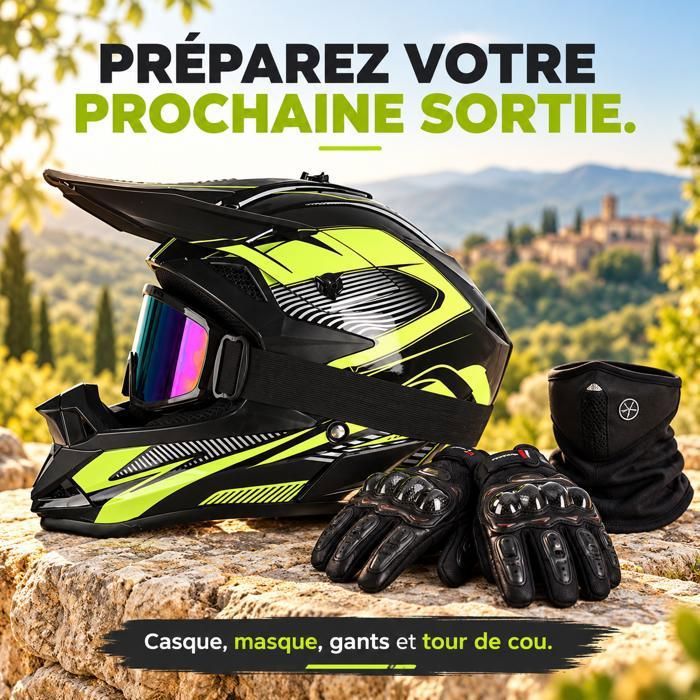 PRÉPAREZ VOTRE
PROCHAINE SORTIE.
Casque, masque, gants et tour de cou.